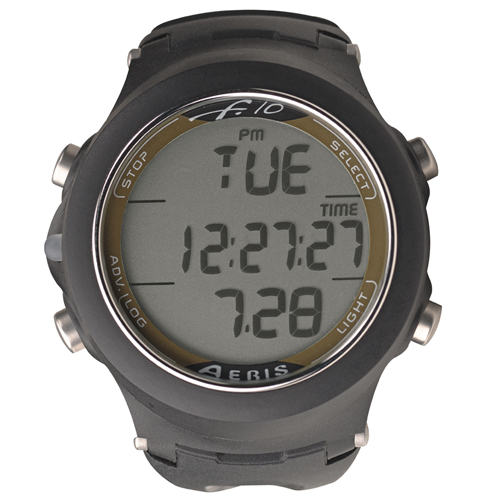 f.10
PM
STOP
SELECT
TUE
TIME
12:27:27
7.28
ADV./LOG
LIGHT
AERIS